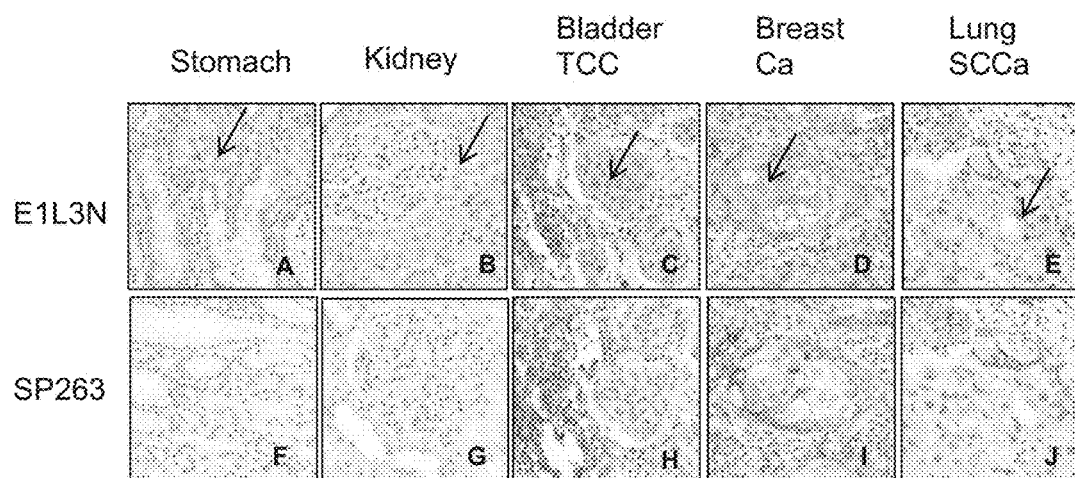 Stomach Kidney Bladder TCC Breast Ca Lung SCCa
E1L3N
A B C D E
SP263
F G H I J